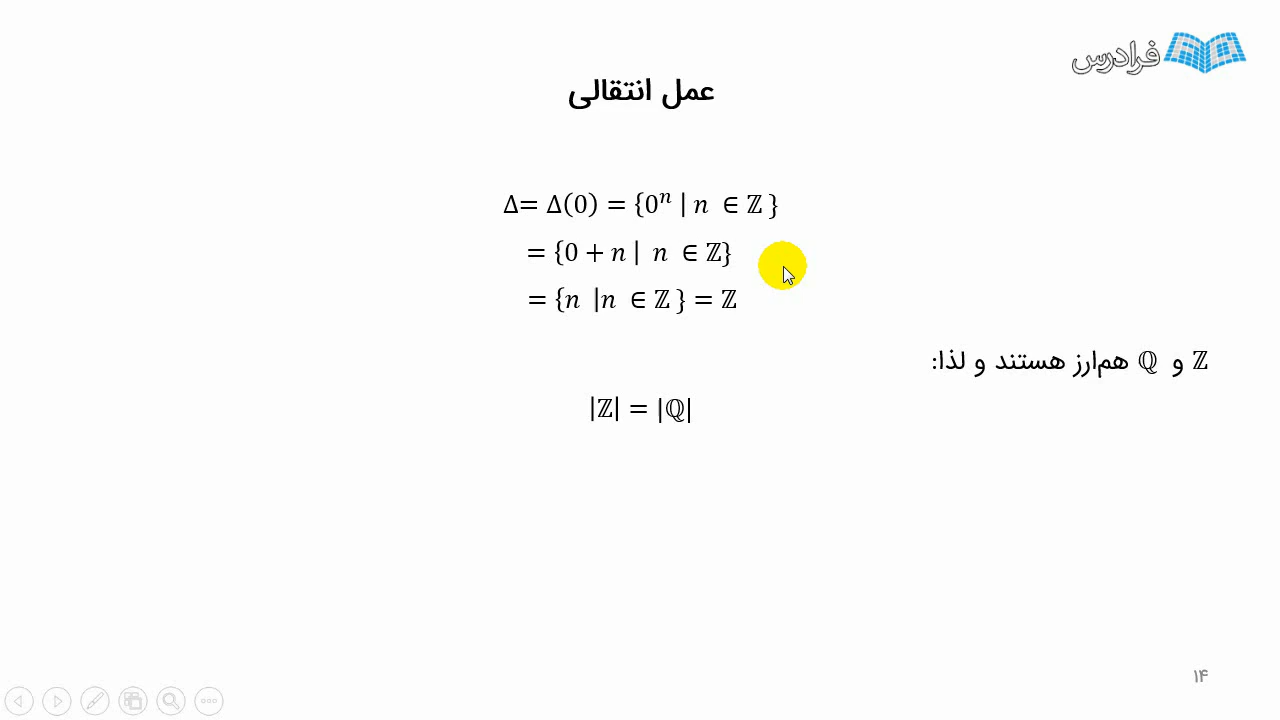 فرادرس
عمل انتقالی
Δ= Δ(0) = {0ⁿ | n ∈ ℤ }
= {0 + n | n ∈ ℤ}
= {n |n ∈ ℤ } = ℤ
ℤ و ℚ هم‌ارز هستند و لذا:
|ℤ| = |ℚ|
۱۴